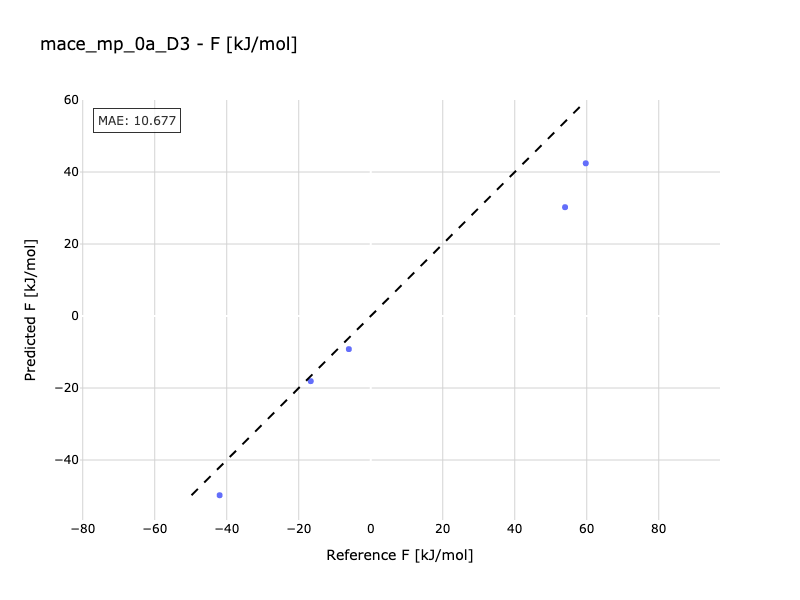 mace_mp_0a_D3 - F [kJ/mol]
MAE: 10.677
60
40
20
0
−20
−40
Predicted F [kJ/mol]
−80 −60 −40 −20 0 20 40 60 80
Reference F [kJ/mol]